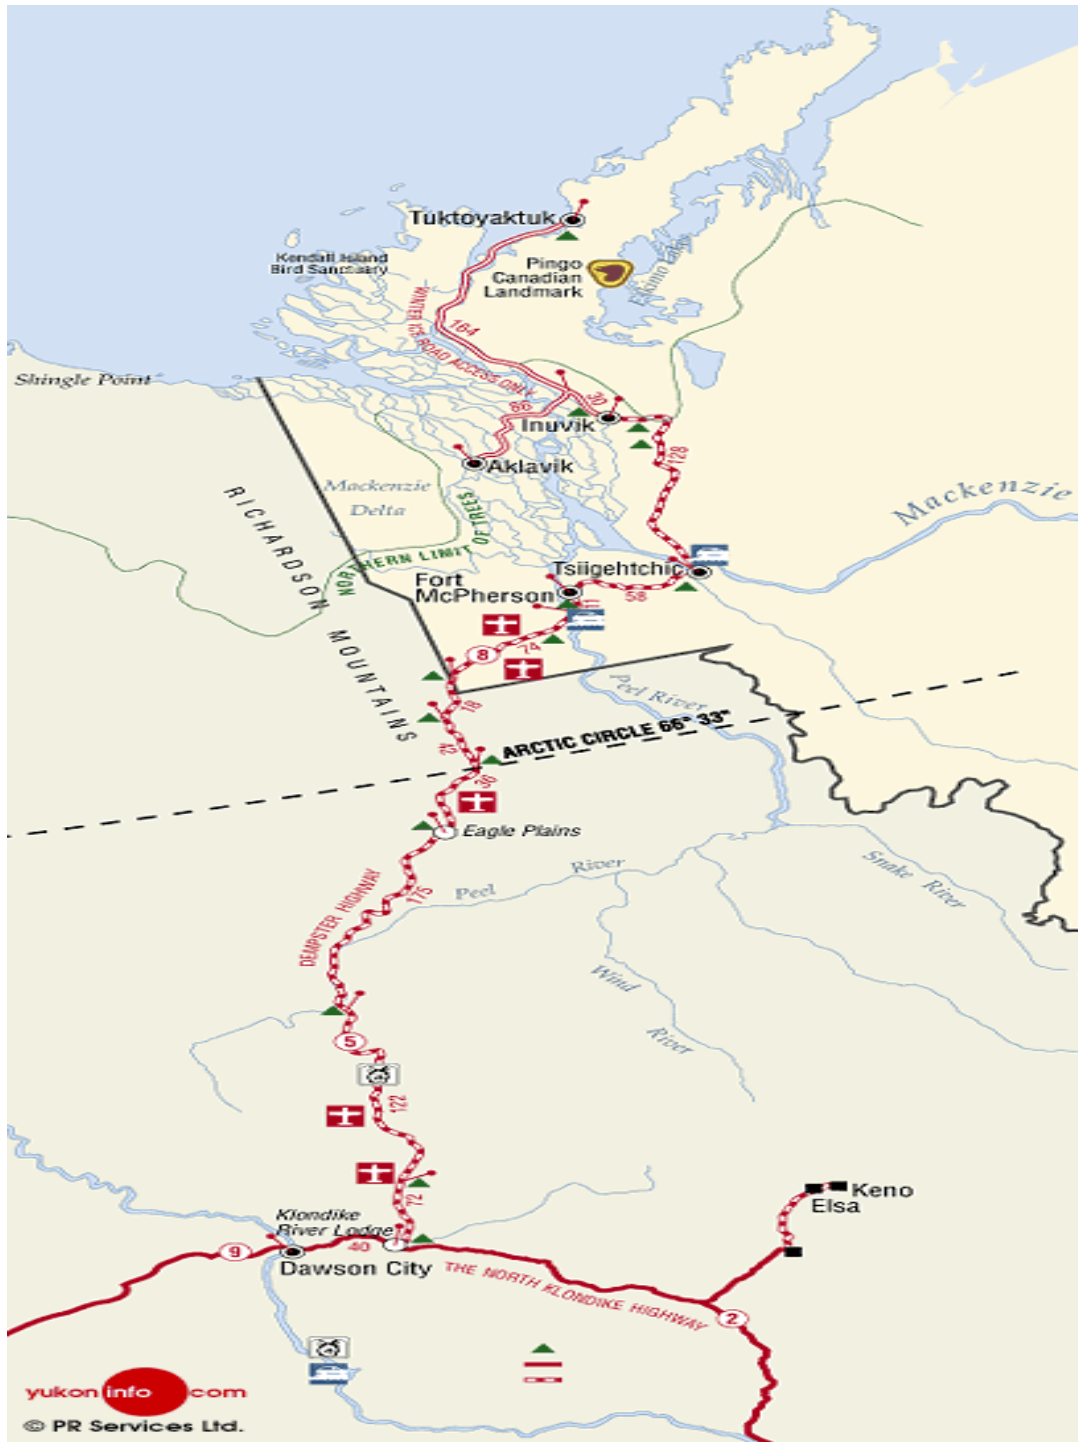 Tuktoyaktuk
Kendall Island
Bird Sanctuary
Pingo
Canadian
Landmark
Eskimo Lakes
WINTER ICE ROAD ACCESS ONLY
164
Shingle Point
30
Inuvik
Aklavik
128
Mackenzie
Delta
Mackenzie
RICHARDSON MOUNTAINS
NORTHERN LIMIT OF TREES
Tsiigehtchic
Fort
McPherson
58
11
74
8
18
Peel River
ARCTIC CIRCLE 66° 33"
36
Eagle Plains
Peel River
Snake River
175
DEMPSTER HIGHWAY
Wind River
5
122
72
Keno
Elsa
Klondike
River Lodge
9
40
Dawson City
THE NORTH KLONDIKE HIGHWAY
2
yukon info com
© PR Services Ltd.